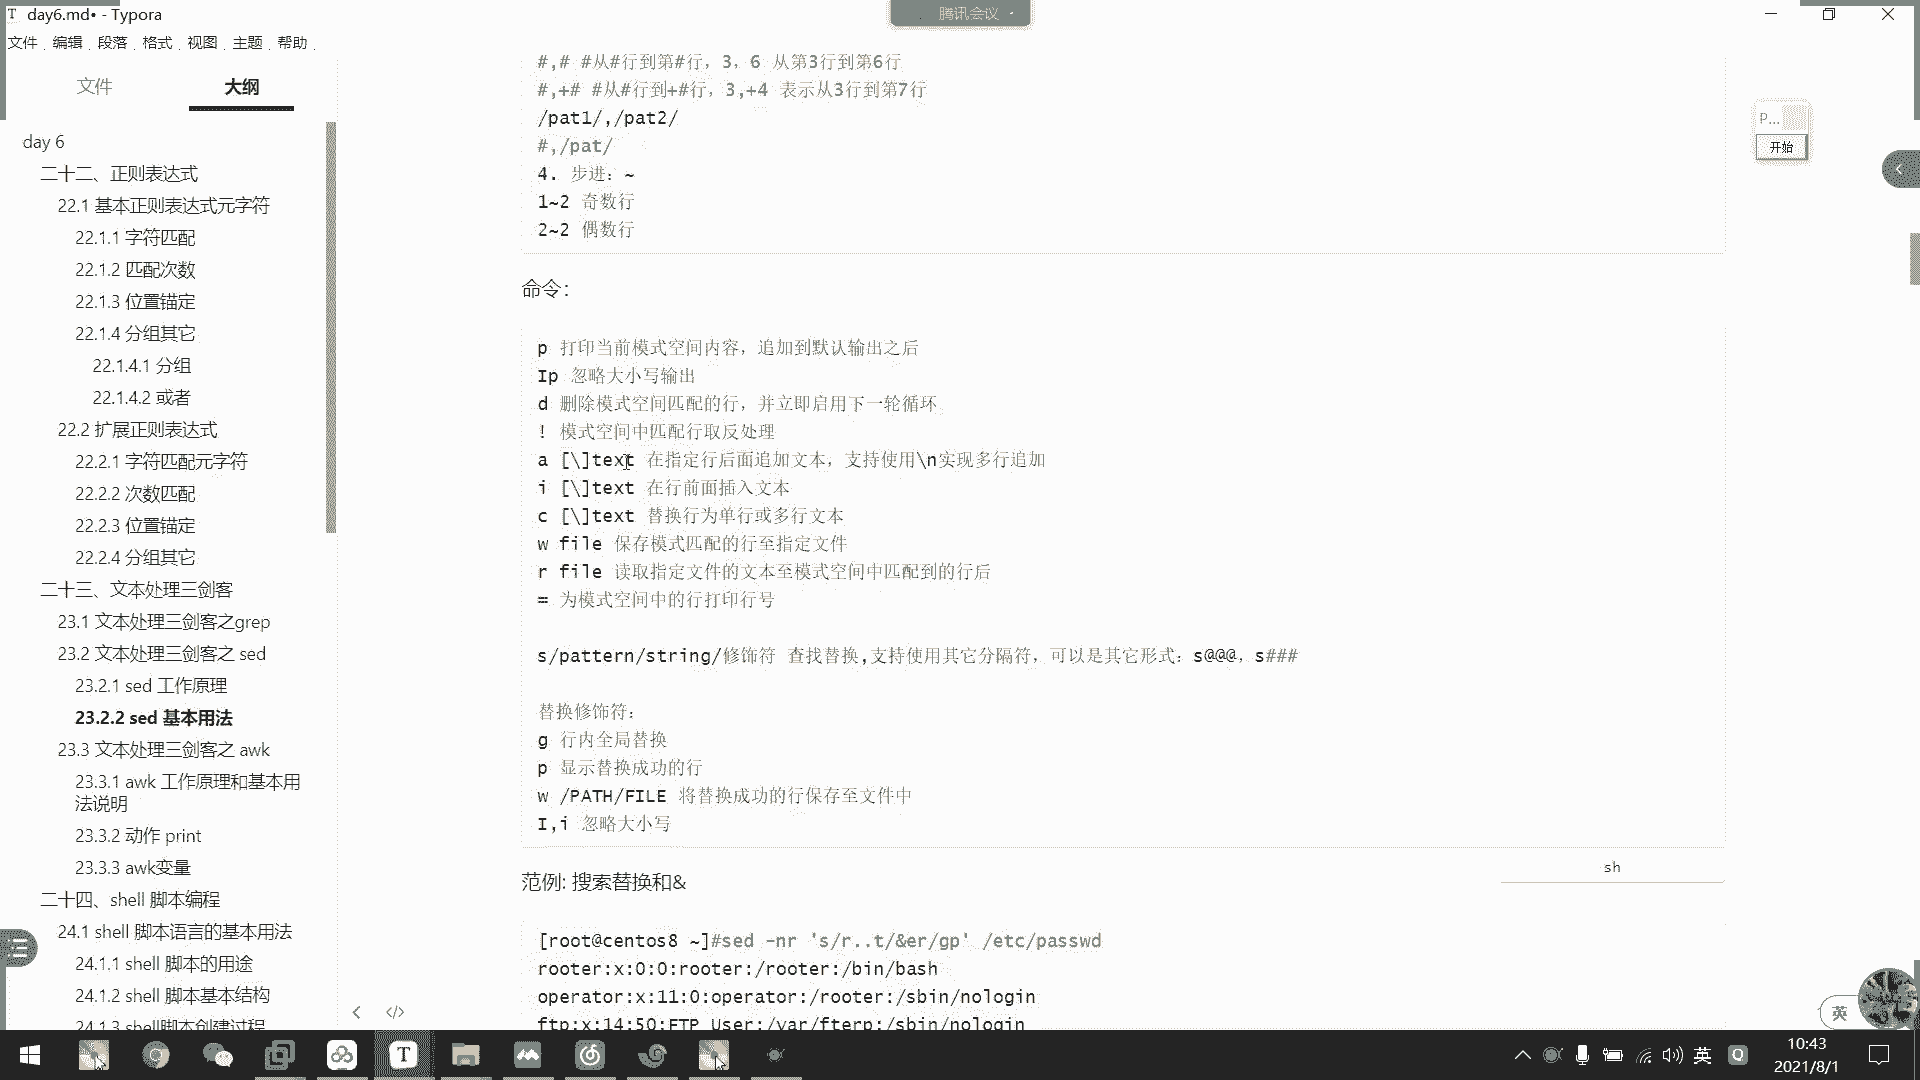 T day6.md• - Typora
腾讯会议
文件 编辑 段落 格式 视图 主题 帮助
文件 大纲
day 6
二十二、正则表达式
22.1 基本正则表达式元字符
22.1.1 字符匹配
22.1.2 匹配次数
22.1.3 位置锚定
22.1.4 分组其它
22.1.4.1 分组
22.1.4.2 或者
22.2 扩展正则表达式
22.2.1 字符匹配元字符
22.2.2 次数匹配
22.2.3 位置锚定
22.2.4 分组其它
二十三、文本处理三剑客
23.1 文本处理三剑客之grep
23.2 文本处理三剑客之 sed
23.2.1 sed 工作原理
23.2.2 sed 基本用法
23.3 文本处理三剑客之 awk
23.3.1 awk 工作原理和基本用
法说明
23.3.2 动作 print
23.3.3 awk变量
二十四、shell 脚本编程
24.1 shell 脚本语言的基本用法
24.1.1 shell 脚本的用途
24.1.2 shell 脚本基本结构
24.1.3 shell脚本创建过程
#,# #从#行到第#行，3，6 从第3行到第6行
#,+# #从#行到+#行，3,+4 表示从3行到第7行
/pat1/,/pat2/
#,/pat/
4. 步进：~
1~2 奇数行
2~2 偶数行
命令：
p 打印当前模式空间内容，追加到默认输出之后
Ip 忽略大小写输出
d 删除模式空间匹配的行，并立即启用下一轮循环
! 模式空间中匹配行取反处理
a [\]text 在指定行后面追加文本，支持使用\n实现多行追加
i [\]text 在行前面插入文本
c [\]text 替换行为单行或多行文本
w file 保存模式匹配的行至指定文件
r file 读取指定文件的文本至模式空间中匹配到的行后
= 为模式空间中的行打印行号
s/pattern/string/修饰符 查找替换,支持使用其它分隔符，可以是其它形式：s@@@，s###
替换修饰符：
g 行内全局替换
p 显示替换成功的行
w /PATH/FILE 将替换成功的行保存至文件中
I,i 忽略大小写
sh
范例: 搜索替换和&
[root@centos8 ~]#sed -nr 's/r..t/&er/gp' /etc/passwd
rooter:x:0:0:rooter:/rooter:/bin/bash
operator:x:11:0:operator:/rooter:/sbin/nologin
ftp:x:14:50:FTP User:/var/fterp:/sbin/nologin
P...
开始
英
英
10:43
2021/8/1